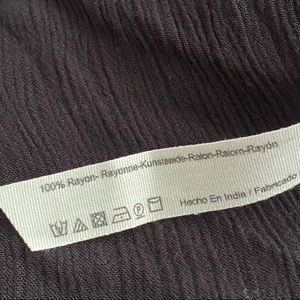 100% Rayon- Rayonne-Kunstseide-Raion-Raiom-Rayón
Hecho En India / Fabricado